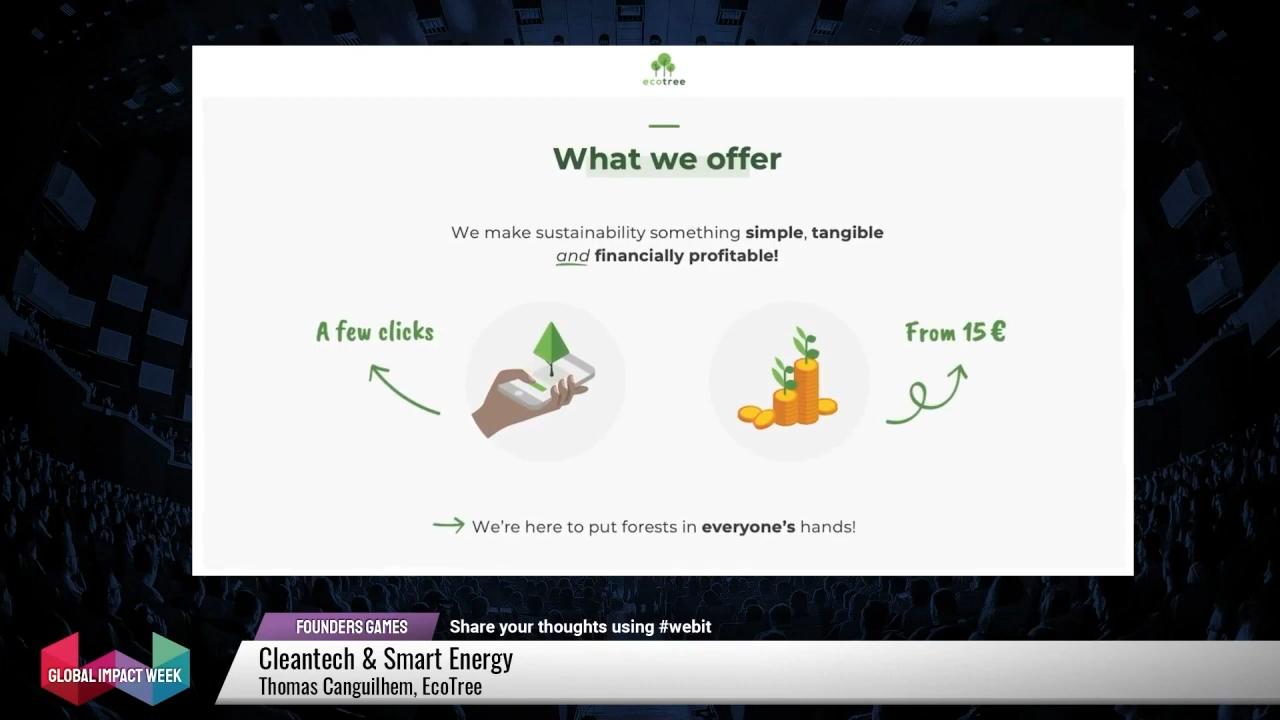 ecotree
What we offer
We make sustainability something simple, tangible
and financially profitable!
A few clicks
From 15 €
We're here to put forests in everyone's hands!
FOUNDERS GAMES
Share your thoughts using #webit
GLOBAL IMPACT WEEK
Cleantech & Smart Energy
Thomas Canguilhem, EcoTree